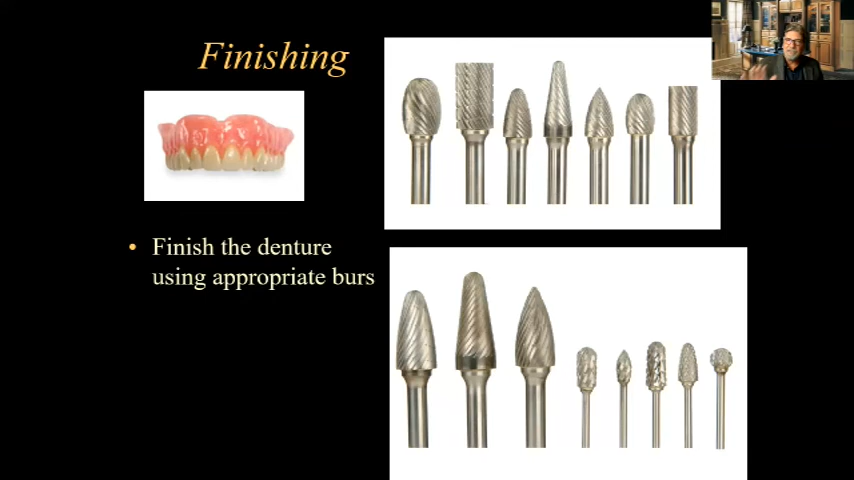 Finishing
• Finish the denture
using appropriate burs